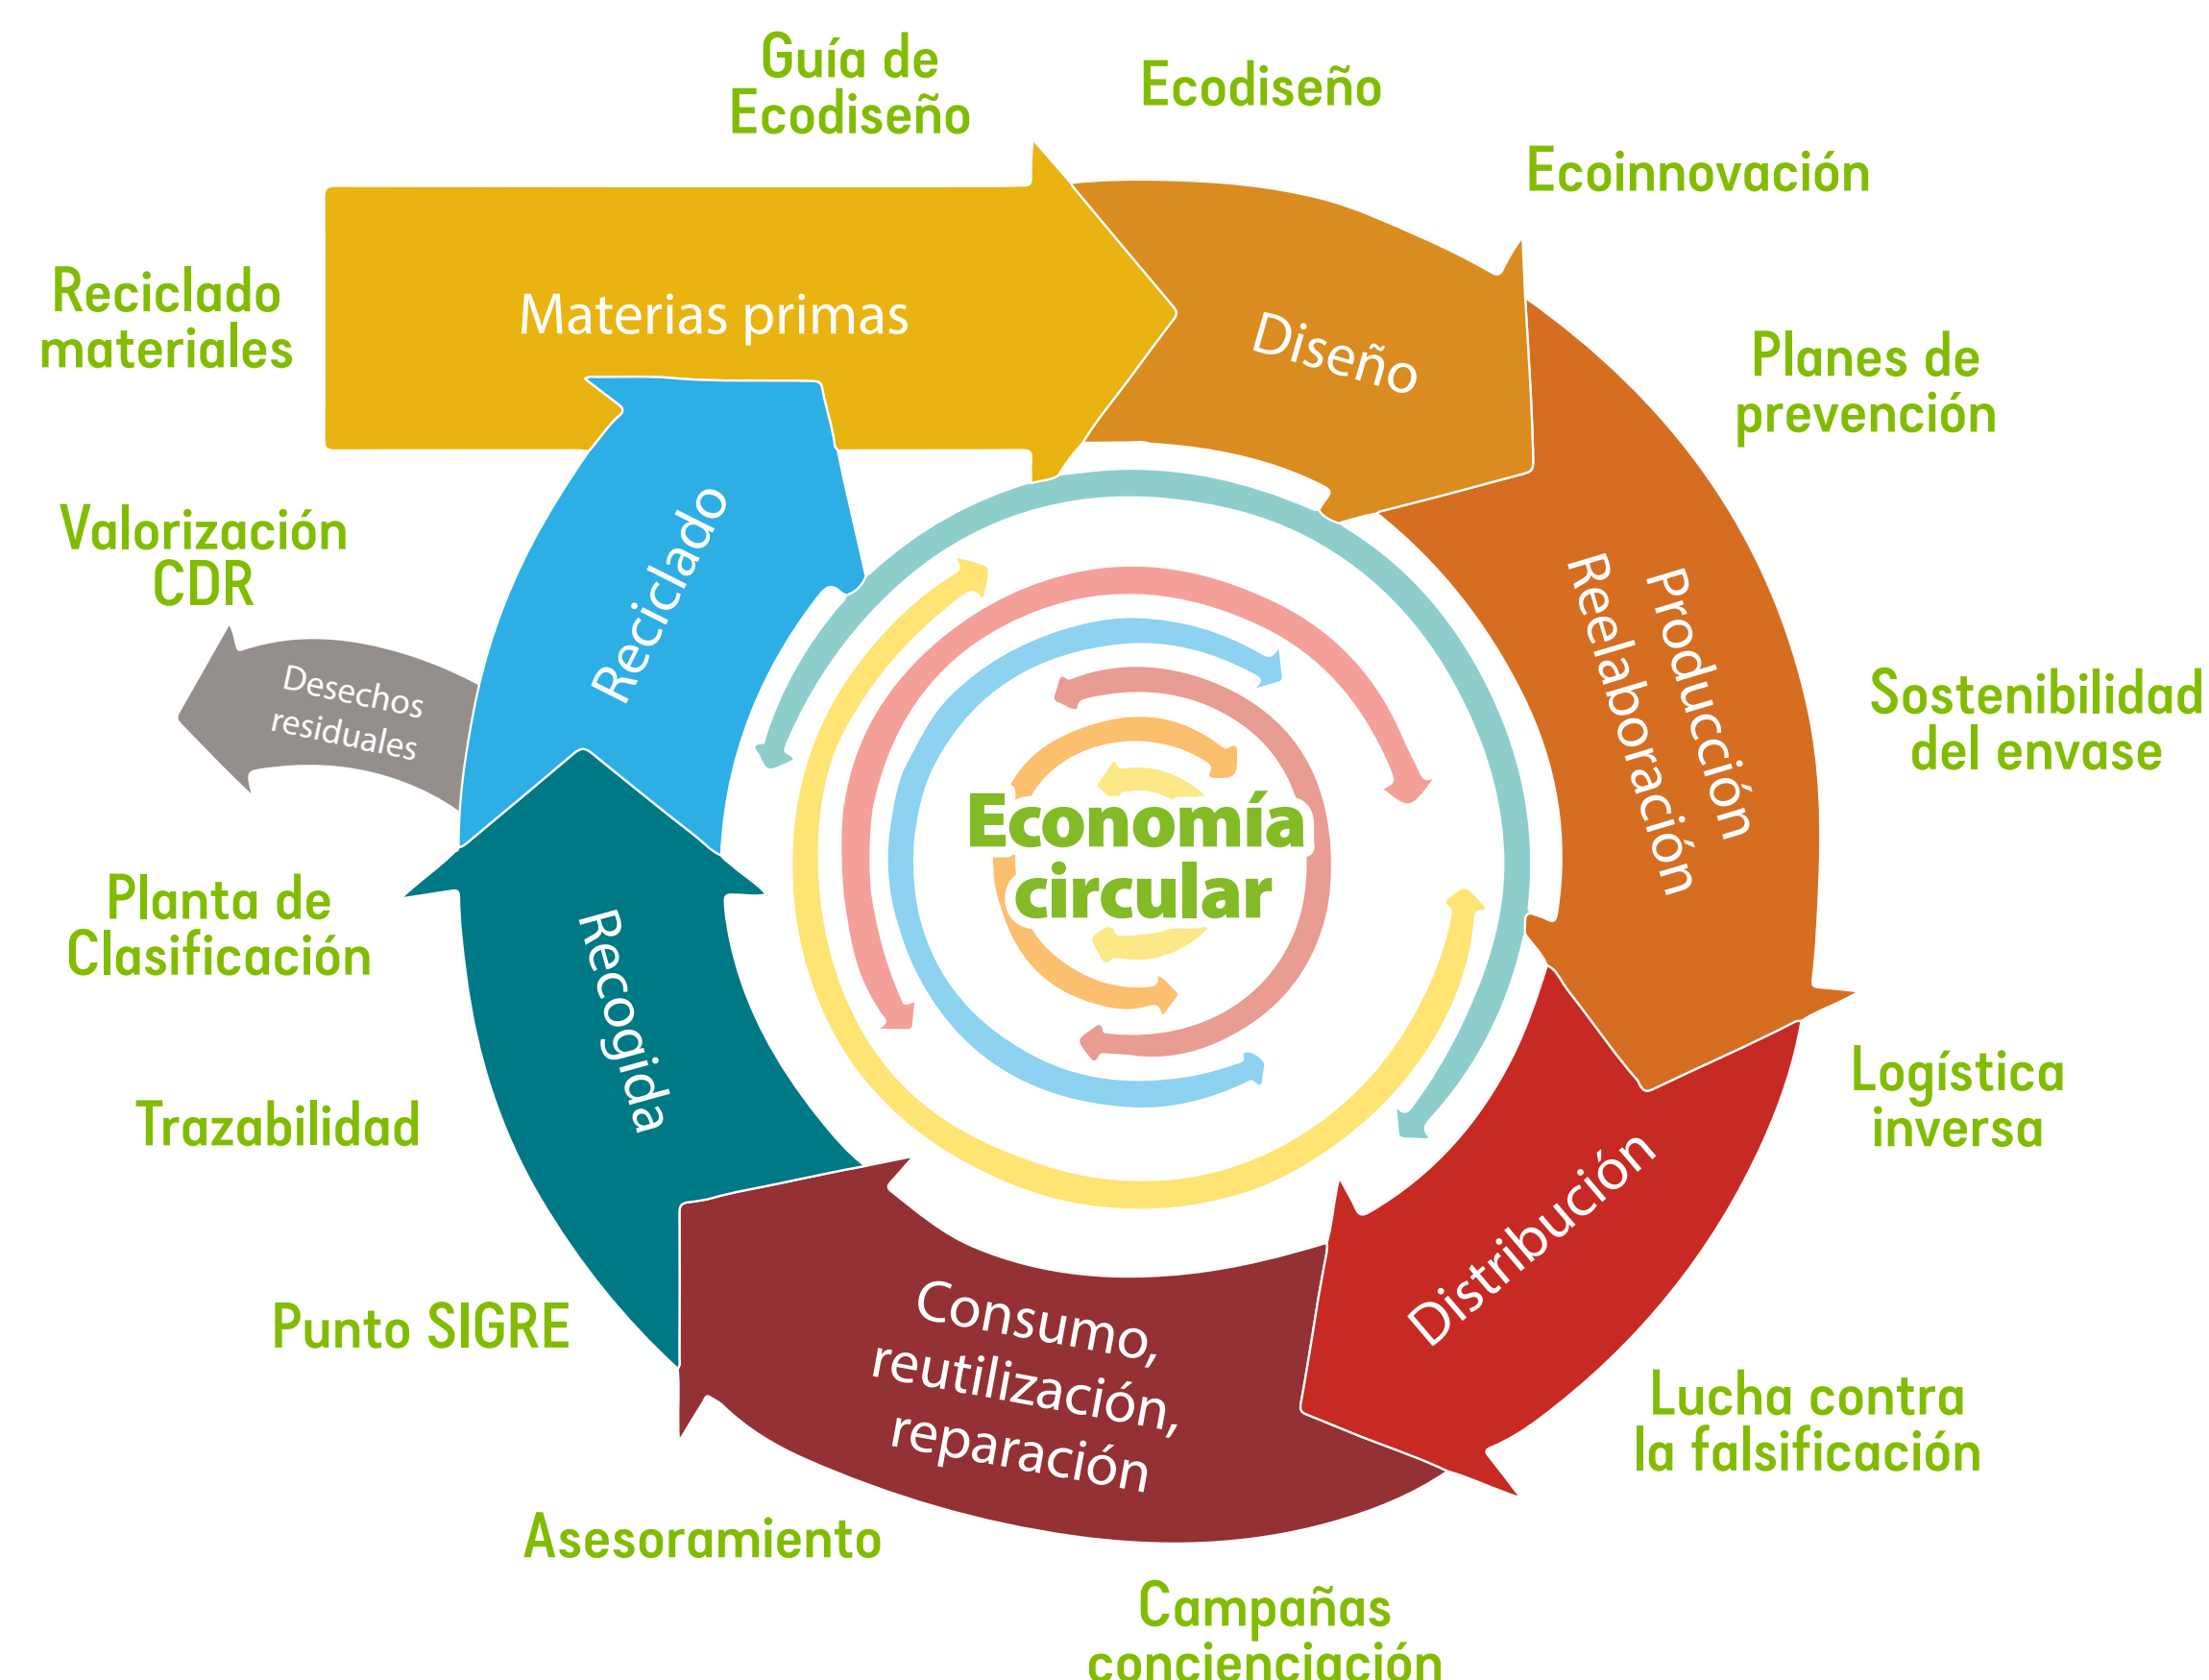 Guía de
Ecodiseño
Ecodiseño
Ecoinnovación
Planes de
prevención
Sostenibilidad
del envase
Logística
inversa
Lucha contra
la falsificación
Campañas
concienciación
Asesoramiento
Punto SIGRE
Trazabilidad
Planta de
Clasificación
Valorización
CDR
Reciclado
materiales
Materias primas
Diseño
Producción
Reelaboración
Distribución
Consumo,
reutilización,
reparación
Recogida
Reciclado
Desechos
residuales
Economía
circular